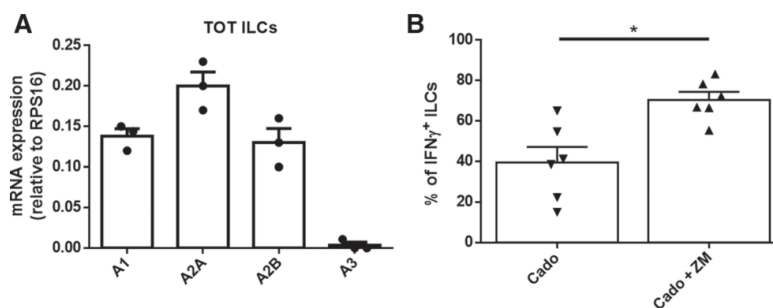 A
TOT ILCs
mRNA expression
(relative to RPS16)
0.25
0.20
0.15
0.10
0.05
0.00
A1
A2A
A2B
A3
B
*
% of IFNγ+ ILCs
100
80
60
40
20
0
Cado
Cado + ZM